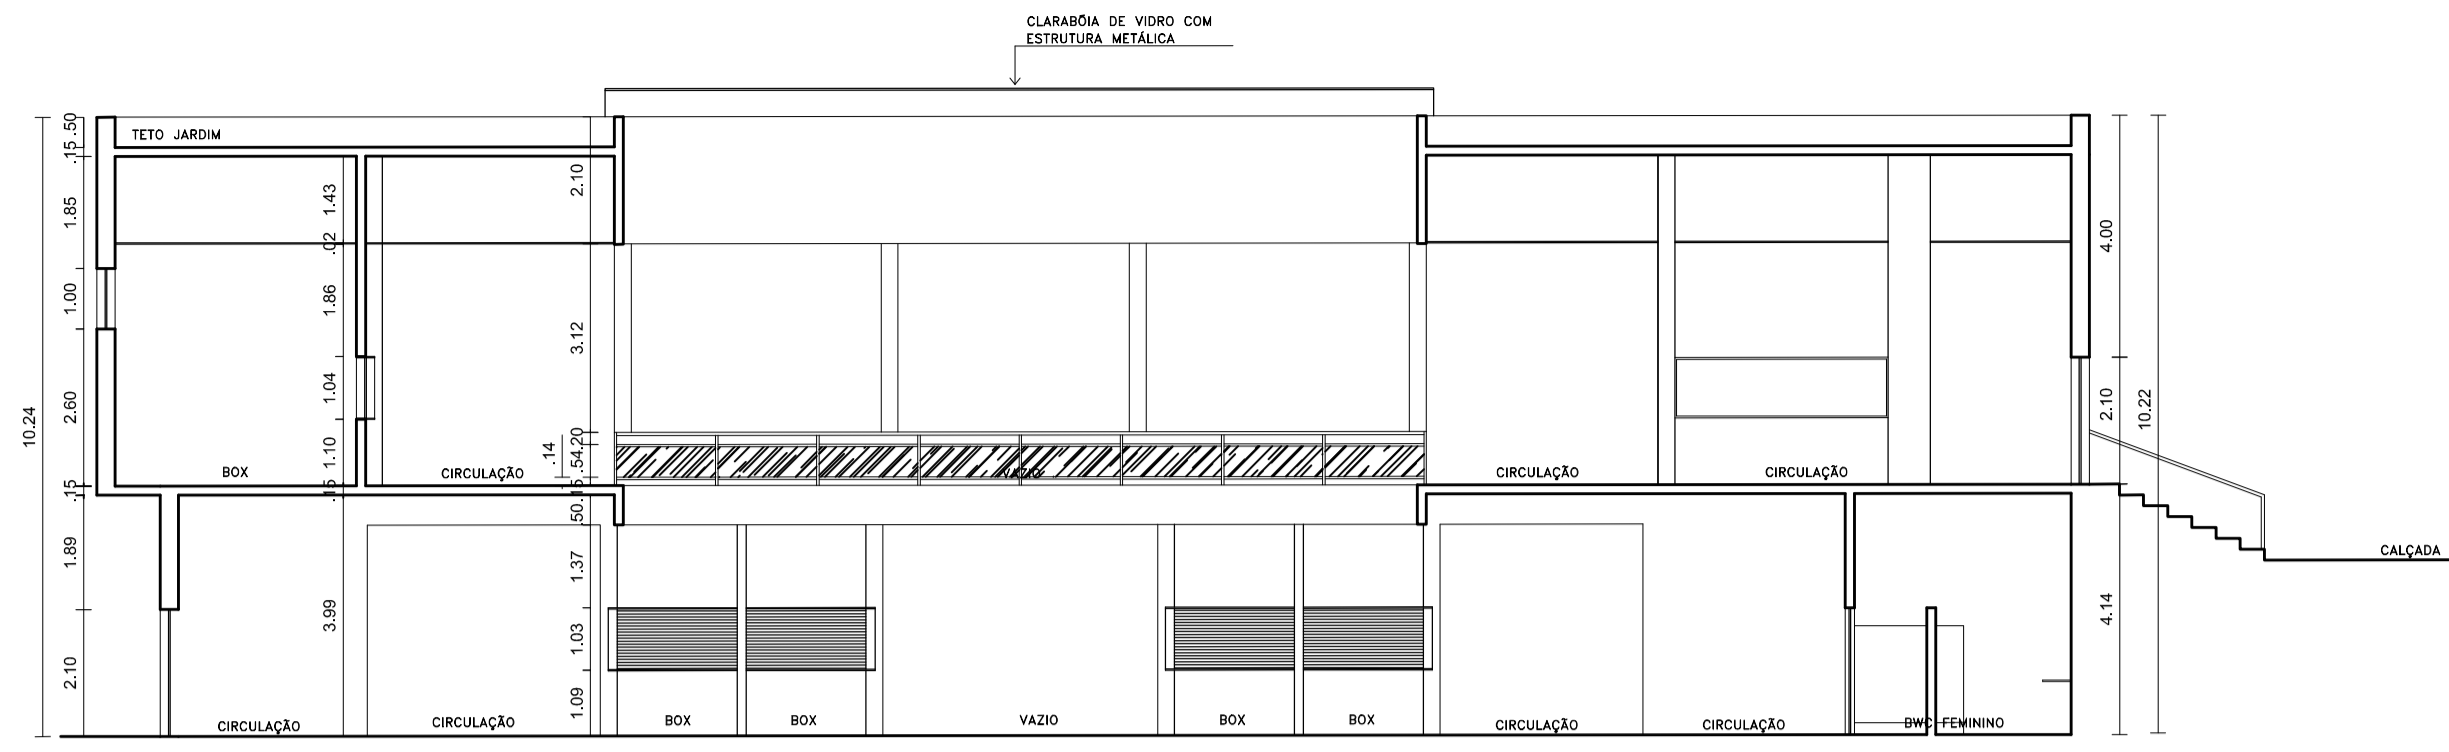 CLARABÓIA DE VIDRO COM
ESTRUTURA METÁLICA
TETO JARDIM
.50
.15
1.85
1.00
2.60
.15
1.89
2.10
10.24
1.43
.02
1.86
1.04
1.10
.15
3.99
2.10
3.12
.20
.54
.14
.15
.50
1.37
1.03
1.09
4.00
2.10
4.14
10.22
BOX
CIRCULAÇÃO
VAZIO
CIRCULAÇÃO
CIRCULAÇÃO
CALÇADA
CIRCULAÇÃO
CIRCULAÇÃO
BOX
BOX
VAZIO
BOX
BOX
CIRCULAÇÃO
CIRCULAÇÃO
BWC FEMININO